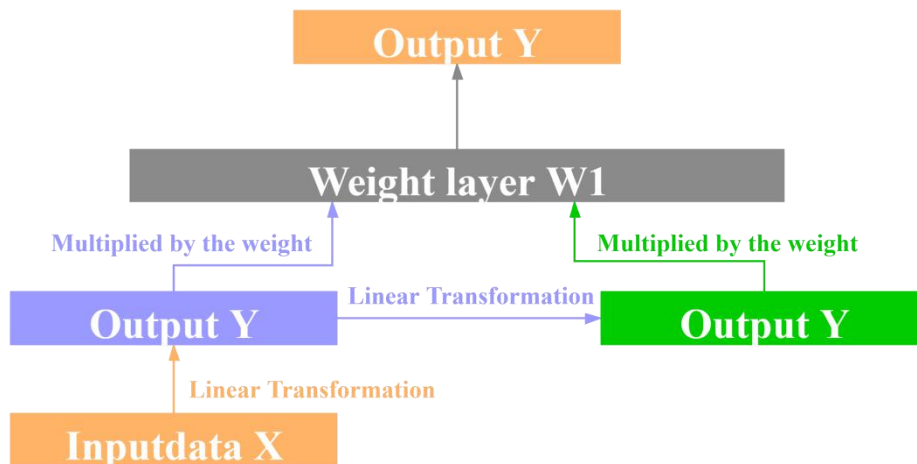 Output Y
Weight layer W1
Multiplied by the weight
Multiplied by the weight
Linear Transformation
Output Y
Output Y
Linear Transformation
Inputdata X